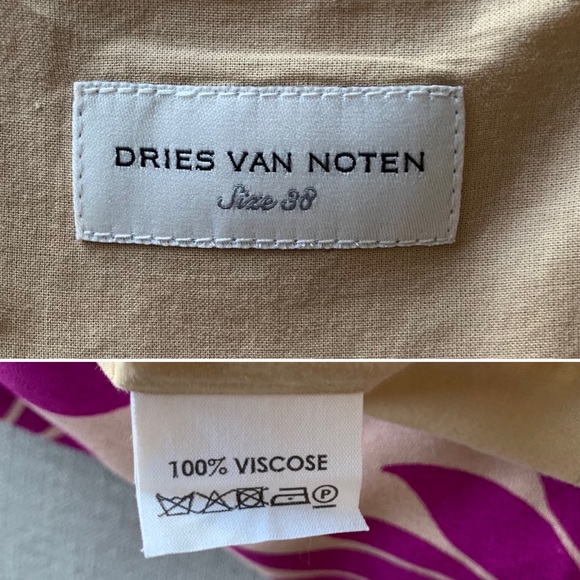 DRIES VAN NOTEN
Size 38
100% VISCOSE
P